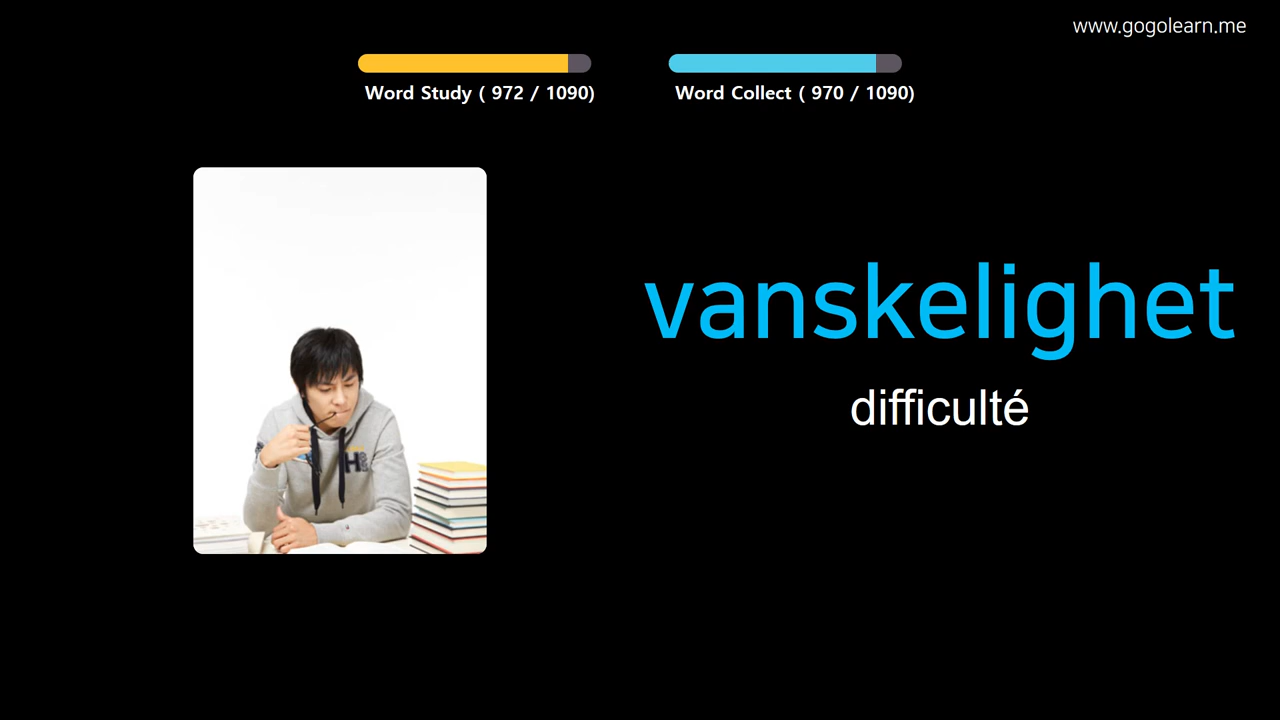 www.gogolearn.me
Word Study ( 972 / 1090)
Word Collect ( 970 / 1090)
vanskelighet
difficulté
H